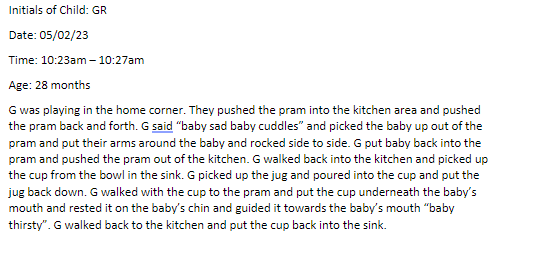 Initials of Child: GR
Date: 05/02/23
Time: 10:23am – 10:27am
Age: 28 months
G was playing in the home corner. They pushed the pram into the kitchen area and pushed
the pram back and forth. G said “baby sad baby cuddles” and picked the baby up out of the
pram and put their arms around the baby and rocked side to side. G put baby back into the
pram and pushed the pram out of the kitchen. G walked back into the kitchen and picked up
the cup from the bowl in the sink. G picked up the jug and poured into the cup and put the
jug back down. G walked with the cup to the pram and put the cup underneath the baby’s
mouth and rested it on the baby’s chin and guided it towards the baby’s mouth “baby
thirsty”. G walked back to the kitchen and put the cup back into the sink.